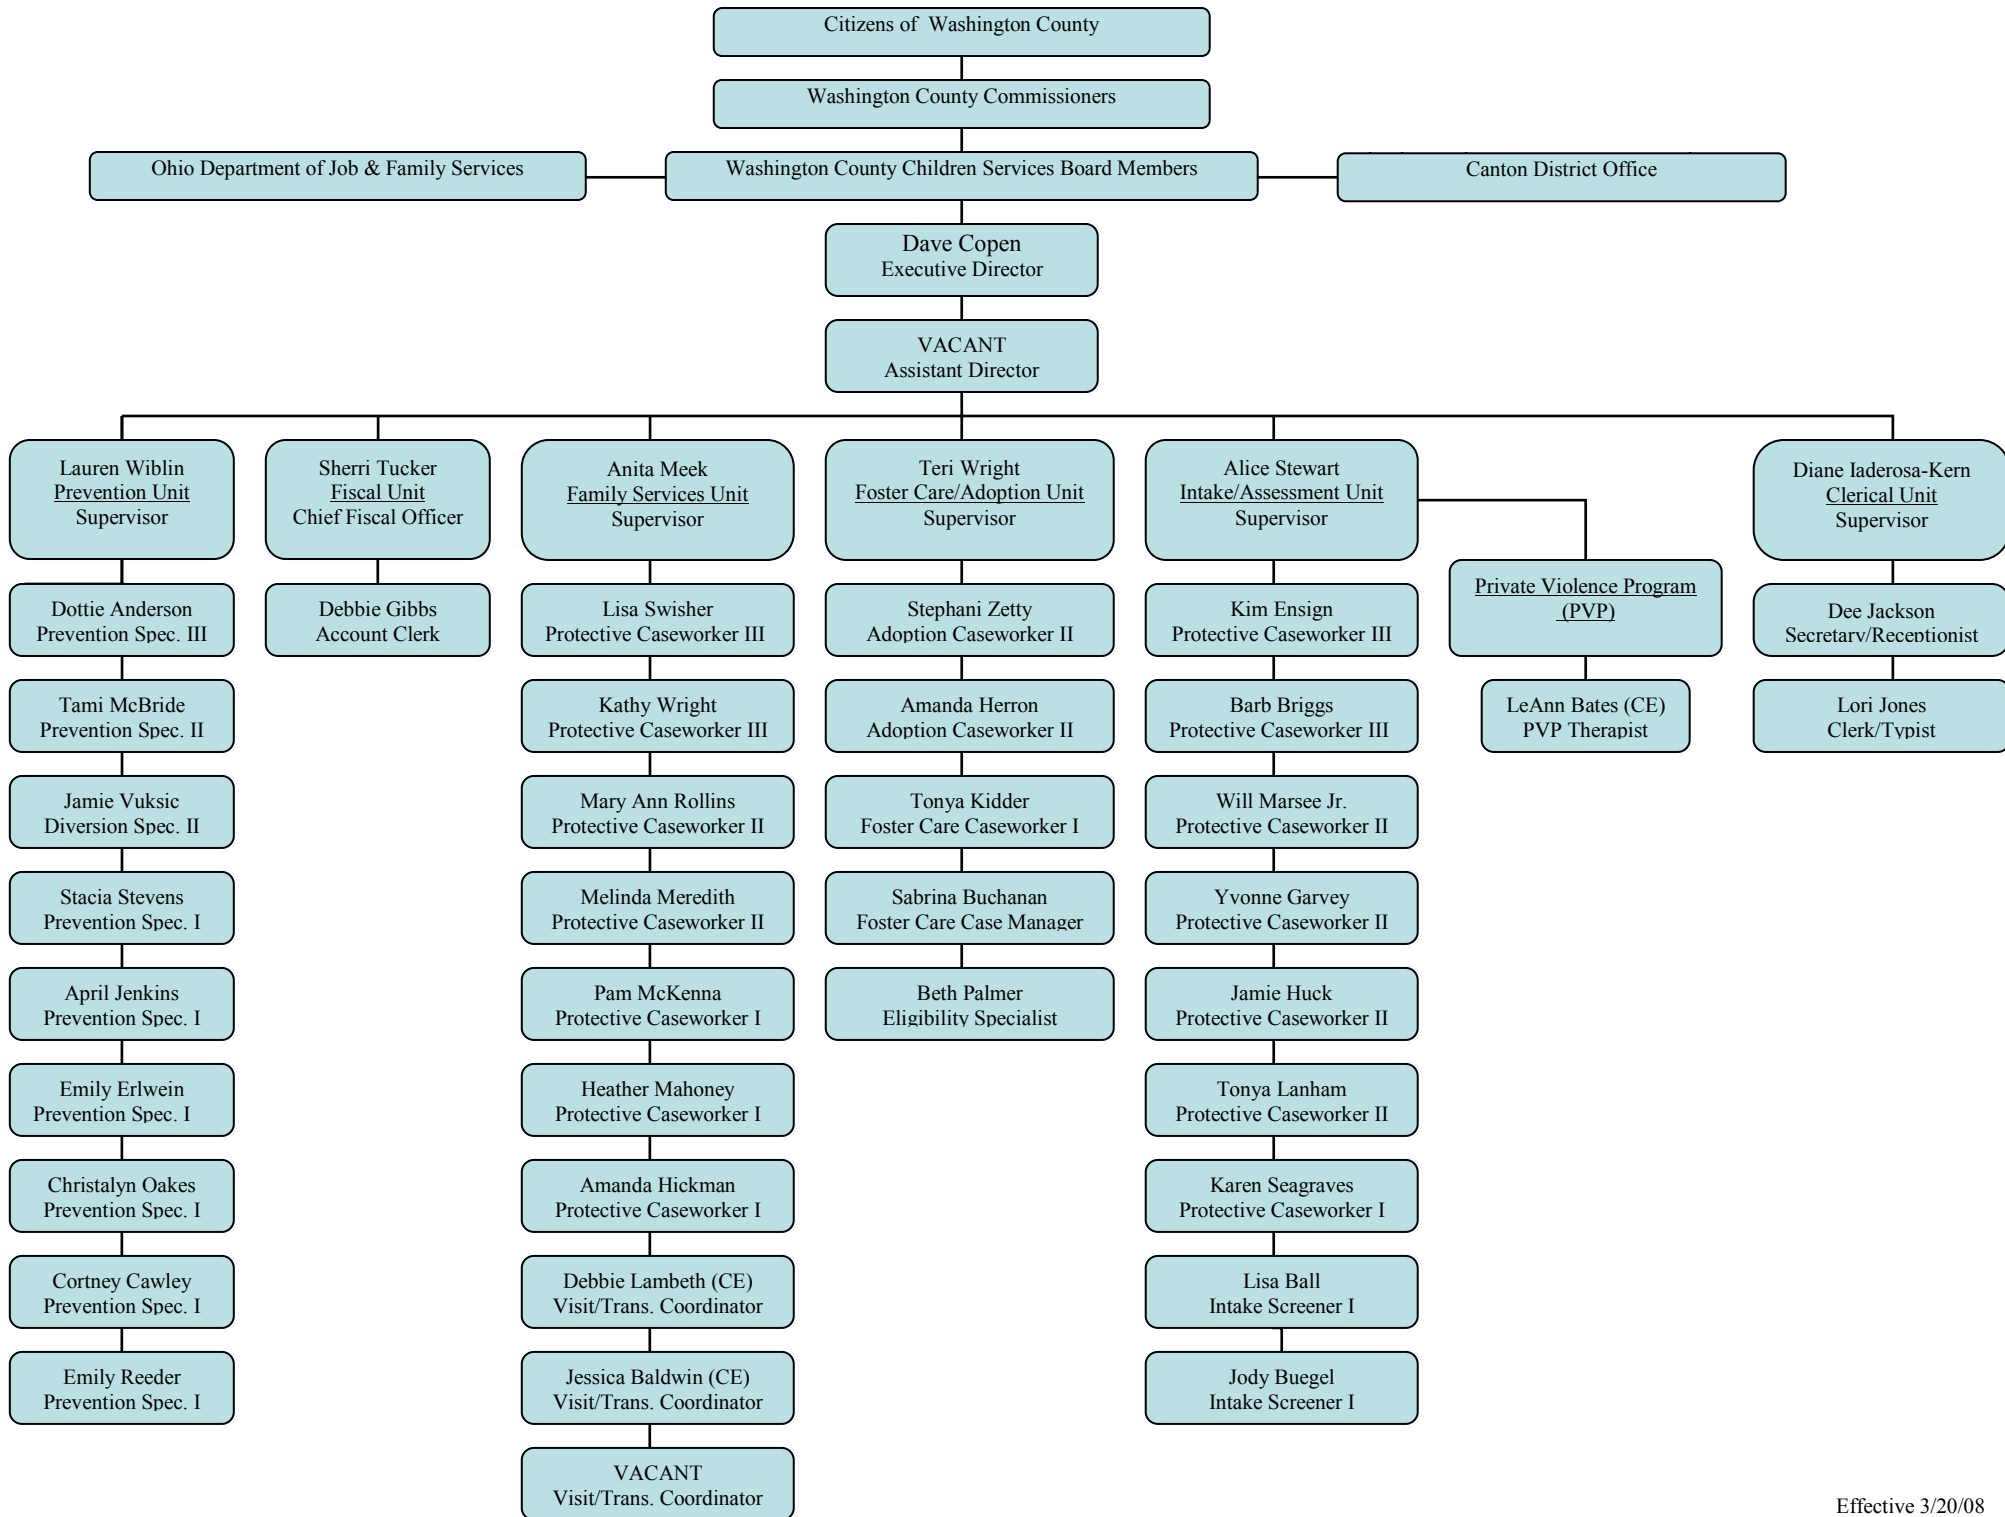 Citizens of Washington County
Washington County Commissioners
Ohio Department of Job & Family Services
Washington County Children Services Board Members
Canton District Office
Dave Copen
Executive Director
VACANT
Assistant Director
Lauren Wiblin
Prevention Unit
Supervisor
Dottie Anderson
Prevention Spec. III
Tami McBride
Prevention Spec. II
Jamie Vuksic
Diversion Spec. II
Stacia Stevens
Prevention Spec. I
April Jenkins
Prevention Spec. I
Emily Erlwein
Prevention Spec. I
Christalyn Oakes
Prevention Spec. I
Cortney Cawley
Prevention Spec. I
Emily Reeder
Prevention Spec. I
Sherri Tucker
Fiscal Unit
Chief Fiscal Officer
Debbie Gibbs
Account Clerk
Anita Meek
Family Services Unit
Supervisor
Lisa Swisher
Protective Caseworker III
Kathy Wright
Protective Caseworker III
Mary Ann Rollins
Protective Caseworker II
Melinda Meredith
Protective Caseworker II
Pam McKenna
Protective Caseworker I
Heather Mahoney
Protective Caseworker I
Amanda Hickman
Protective Caseworker I
Debbie Lambeth (CE)
Visit/Trans. Coordinator
Jessica Baldwin (CE)
Visit/Trans. Coordinator
VACANT
Visit/Trans. Coordinator
Teri Wright
Foster Care/Adoption Unit
Supervisor
Stephani Zetty
Adoption Caseworker II
Amanda Herron
Adoption Caseworker II
Tonya Kidder
Foster Care Caseworker I
Sabrina Buchanan
Foster Care Case Manager
Beth Palmer
Eligibility Specialist
Alice Stewart
Intake/Assessment Unit
Supervisor
Kim Ensign
Protective Caseworker III
Barb Briggs
Protective Caseworker III
Will Marsee Jr.
Protective Caseworker II
Yvonne Garvey
Protective Caseworker II
Jamie Huck
Protective Caseworker II
Tonya Lanham
Protective Caseworker II
Karen Seagraves
Protective Caseworker I
Lisa Ball
Intake Screener I
Jody Buegel
Intake Screener I
Private Violence Program
(PVP)
LeAnn Bates (CE)
PVP Therapist
Diane Iaderosa-Kern
Clerical Unit
Supervisor
Dee Jackson
Secretary/Receptionist
Lori Jones
Clerk/Typist
Effective 3/20/08